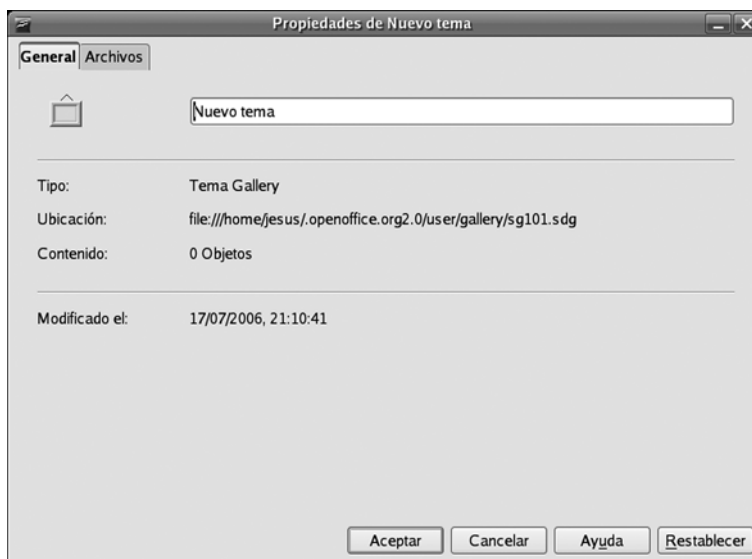 Propiedades de Nuevo tema
General Archivos
Nuevo tema
Tipo: Tema Gallery
Ubicación: file:///home/jesus/.openoffice.org2.0/user/gallery/sg101.sdg
Contenido: 0 Objetos
Modificado el: 17/07/2006, 21:10:41
Aceptar Cancelar Ayuda Restablecer